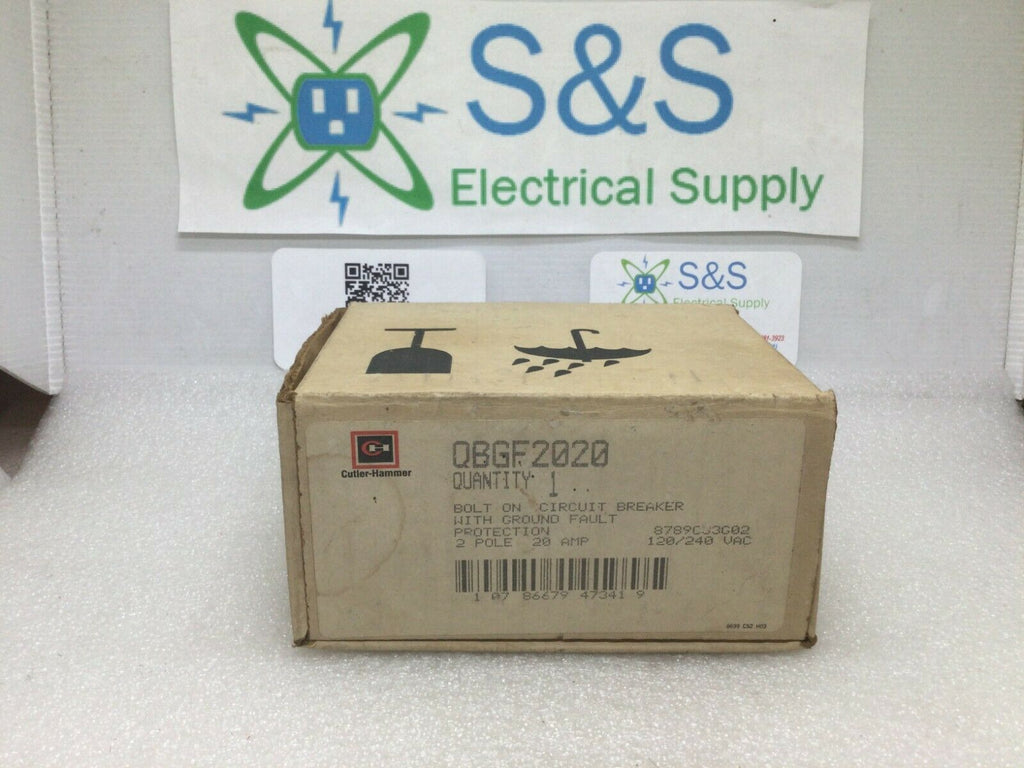 S&S
Electrical Supply
S&S
Electrical Supply
CH
Cutler-Hammer
QBGF2020
QUANTITY 1
BOLT ON CIRCUIT BREAKER
WITH GROUND FAULT
PROTECTION
2 POLE 20 AMP
120/240 VAC
1 07 86679 47341 9